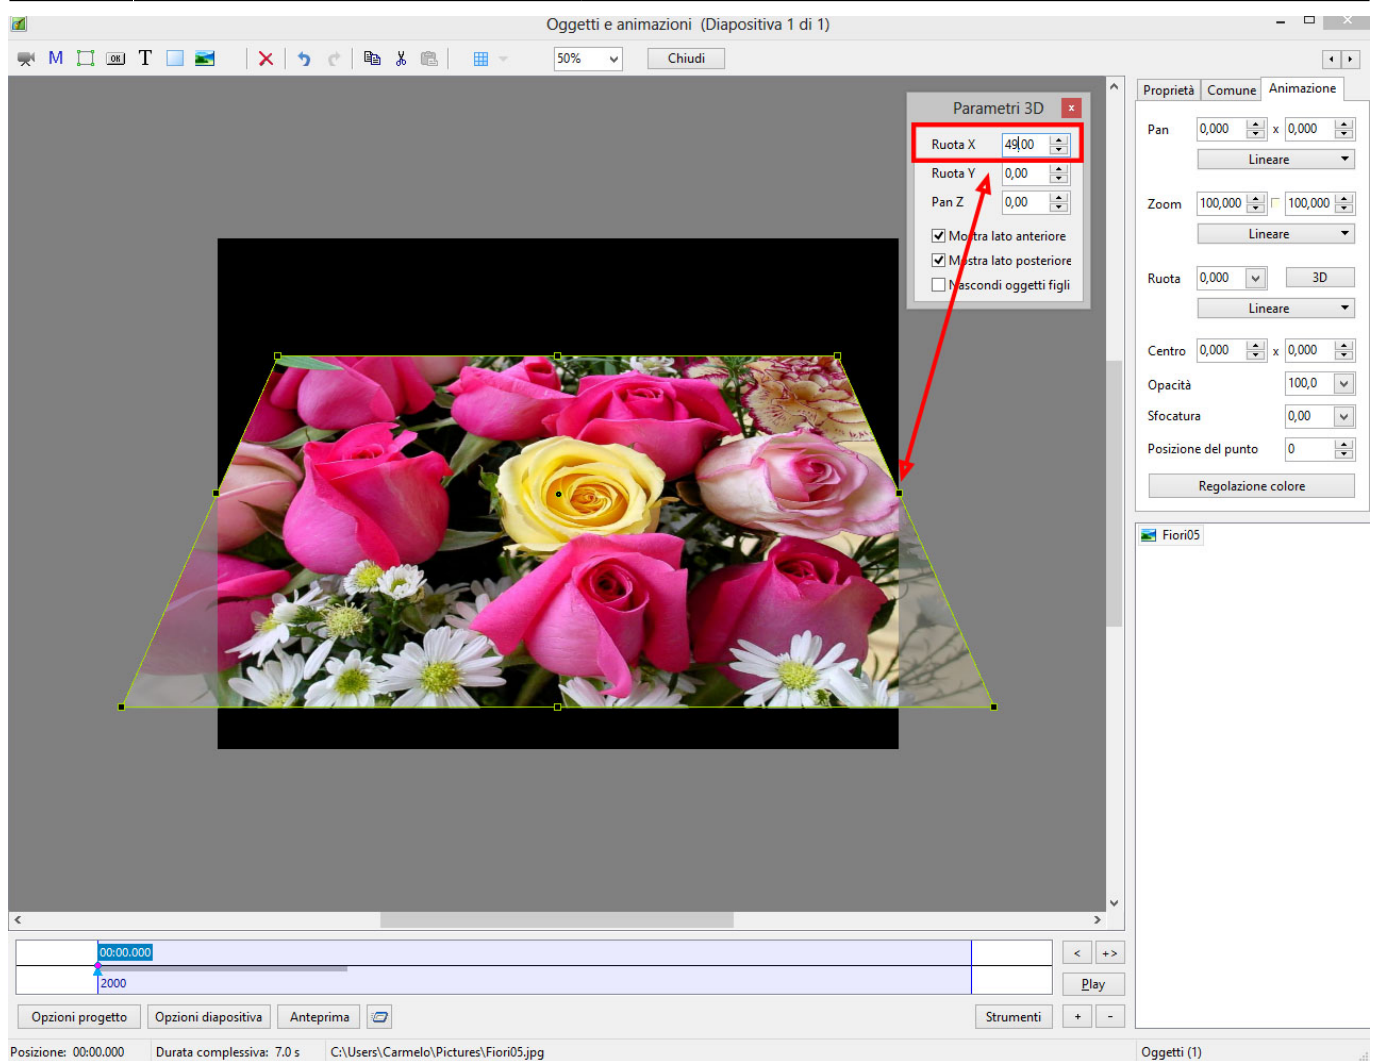 Oggetti e animazioni (Diapositiva 1 di 1)
M OK T 50% Chiudi
Parametri 3D x
Ruota X 49,00
Ruota Y 0,00
Pan Z 0,00
Mostra lato anteriore
Mostra lato posteriore
Nascondi oggetti figli
Proprietà Comune Animazione
Pan 0,000 x 0,000
Lineare
Zoom 100,000 100,000
Lineare
Ruota 0,000 3D
Lineare
Centro 0,000 x 0,000
Opacità 100,0
Sfocatura 0,00
Posizione del punto 0
Regolazione colore
Fiori05
00:00.000 < +>
2000 Play
Opzioni progetto Opzioni diapositiva Anteprima Strumenti + -
Posizione: 00:00.000 Durata complessiva: 7.0 s C:\Users\Carmelo\Pictures\Fiori05.jpg Oggetti (1)